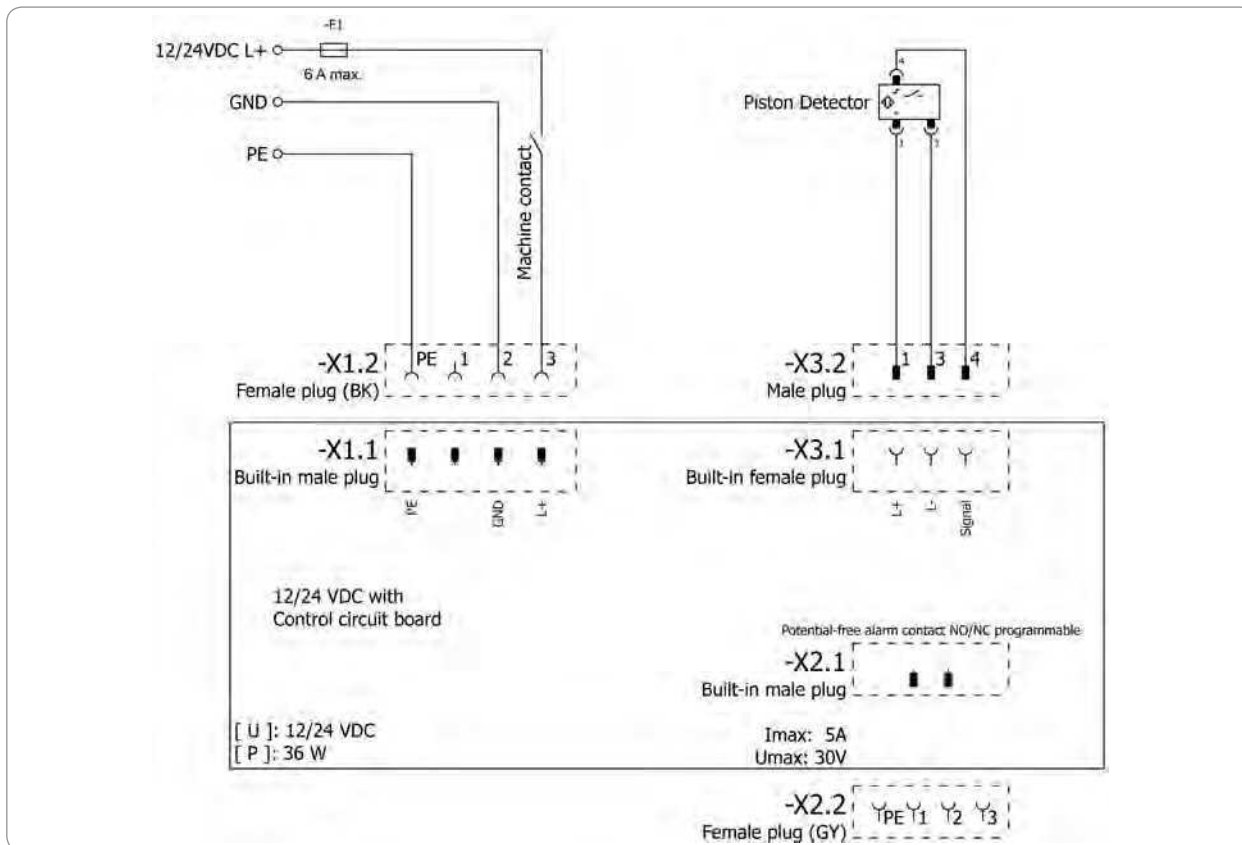 -F1
12/24VDC L+
6 A max.
GND
PE
Machine contact
Piston Detector
4
1
3
-X1.2
PE 1 2 3
Female plug (BK)
-X3.2
1 3 4
Male plug
-X1.1
Built-in male plug
PE
GND
L+
-X3.1
Built-in female plug
L+
L-
Signal
12/24 VDC with
Control circuit board
Potential-free alarm contact NO/NC programmable
-X2.1
Built-in male plug
[ U ]: 12/24 VDC
[ P ]: 36 W
Imax: 5A
Umax: 30V
-X2.2
PE 1 2 3
Female plug (GY)